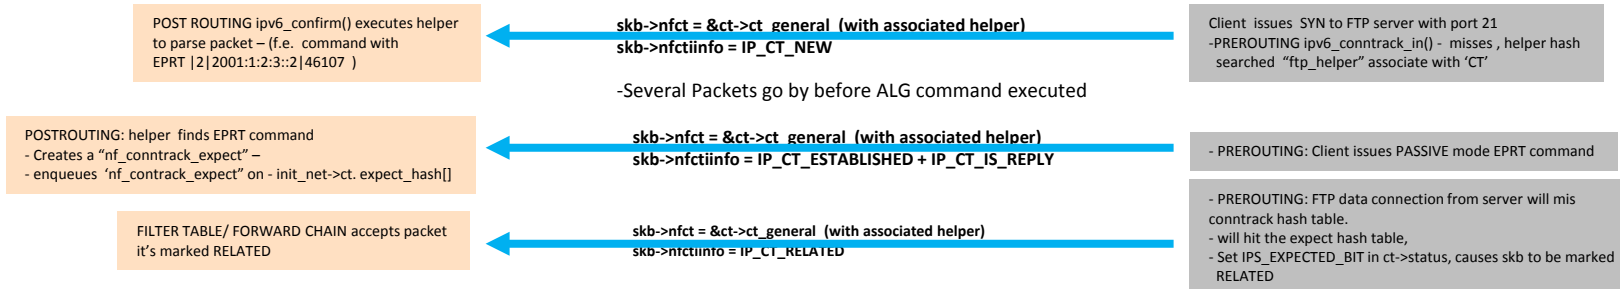 POST ROUTING ipv6_confirm() executes helper
to parse packet – (f.e. command with
EPRT |2|2001:1:2:3::2|46107 )
skb->nfct = &ct->ct_general (with associated helper)
skb->nfctiinfo = IP_CT_NEW
Client issues SYN to FTP server with port 21
-PREROUTING ipv6_conntrack_in() - misses , helper hash
searched “ftp_helper” associate with ‘CT’
-Several Packets go by before ALG command executed
POSTROUTING: helper finds EPRT command
- Creates a “nf_conntrack_expect” –
- enqueues ‘nf_contrack_expect” on - init_net->ct. expect_hash[]
skb->nfct = &ct->ct_general (with associated helper)
skb->nfctiinfo = IP_CT_ESTABLISHED + IP_CT_IS_REPLY
- PREROUTING: Client issues PASSIVE mode EPRT command
FILTER TABLE/ FORWARD CHAIN accepts packet
it’s marked RELATED
skb->nfct = &ct->ct_general (with associated helper)
skb->nfctiinfo = IP_CT_RELATED
- PREROUTING: FTP data connection from server will mis
conntrack hash table.
- will hit the expect hash table,
- Set IPS_EXPECTED_BIT in ct->status, causes skb to be marked
RELATED